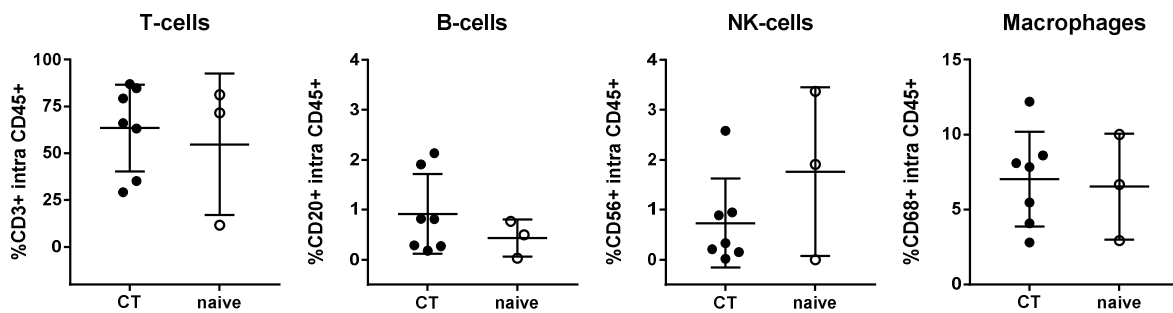 T-cells
%CD3+ intra CD45+
100
75
50
25
0
CT naive
B-cells
%CD20+ intra CD45+
4
3
2
1
0
CT naive
NK-cells
%CD56+ intra CD45+
4
3
2
1
0
CT naive
Macrophages
%CD68+ intra CD45+
15
10
5
0
CT naive